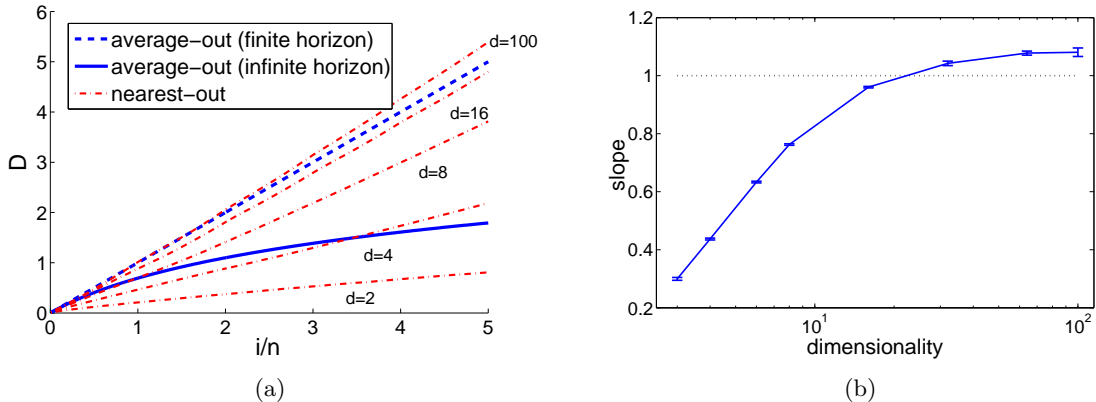 6
5
4
3
2
1
0
D
average−out (finite horizon)
average−out (infinite horizon)
nearest−out
d=100
d=16
d=8
d=4
d=2
0 1 2 3 4 5
i/n
(a)
1.2
1
0.8
0.6
0.4
0.2
slope
10^1 10^2
dimensionality
(b)